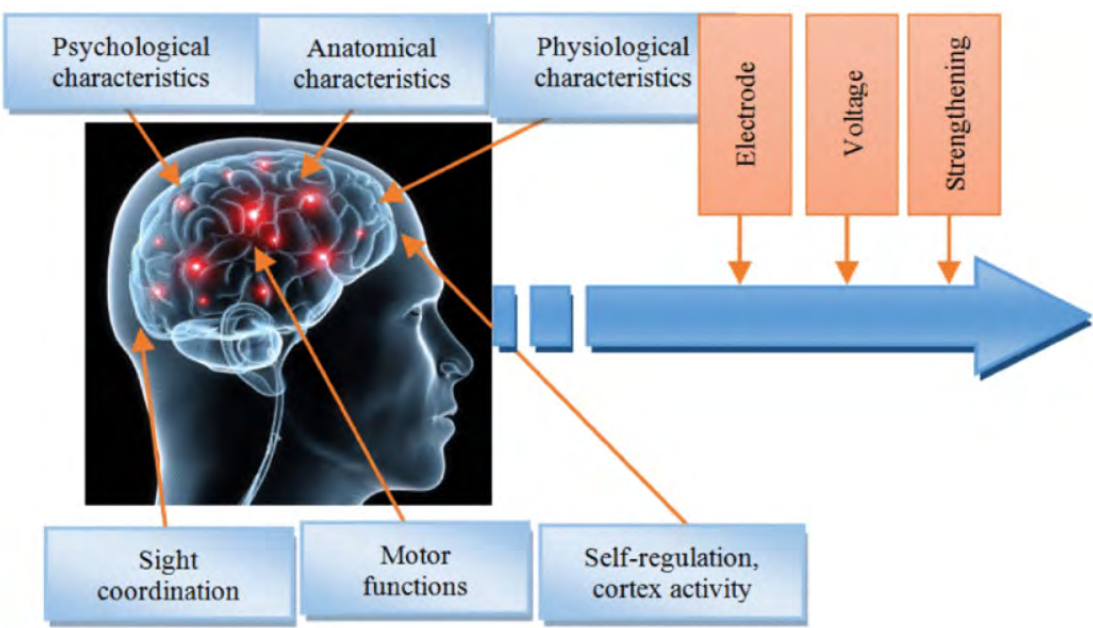 Psychological
characteristics
Anatomical
characteristics
Physiological
characteristics
Electrode
Voltage
Strengthening
Sight
coordination
Motor
functions
Self-regulation,
cortex activity